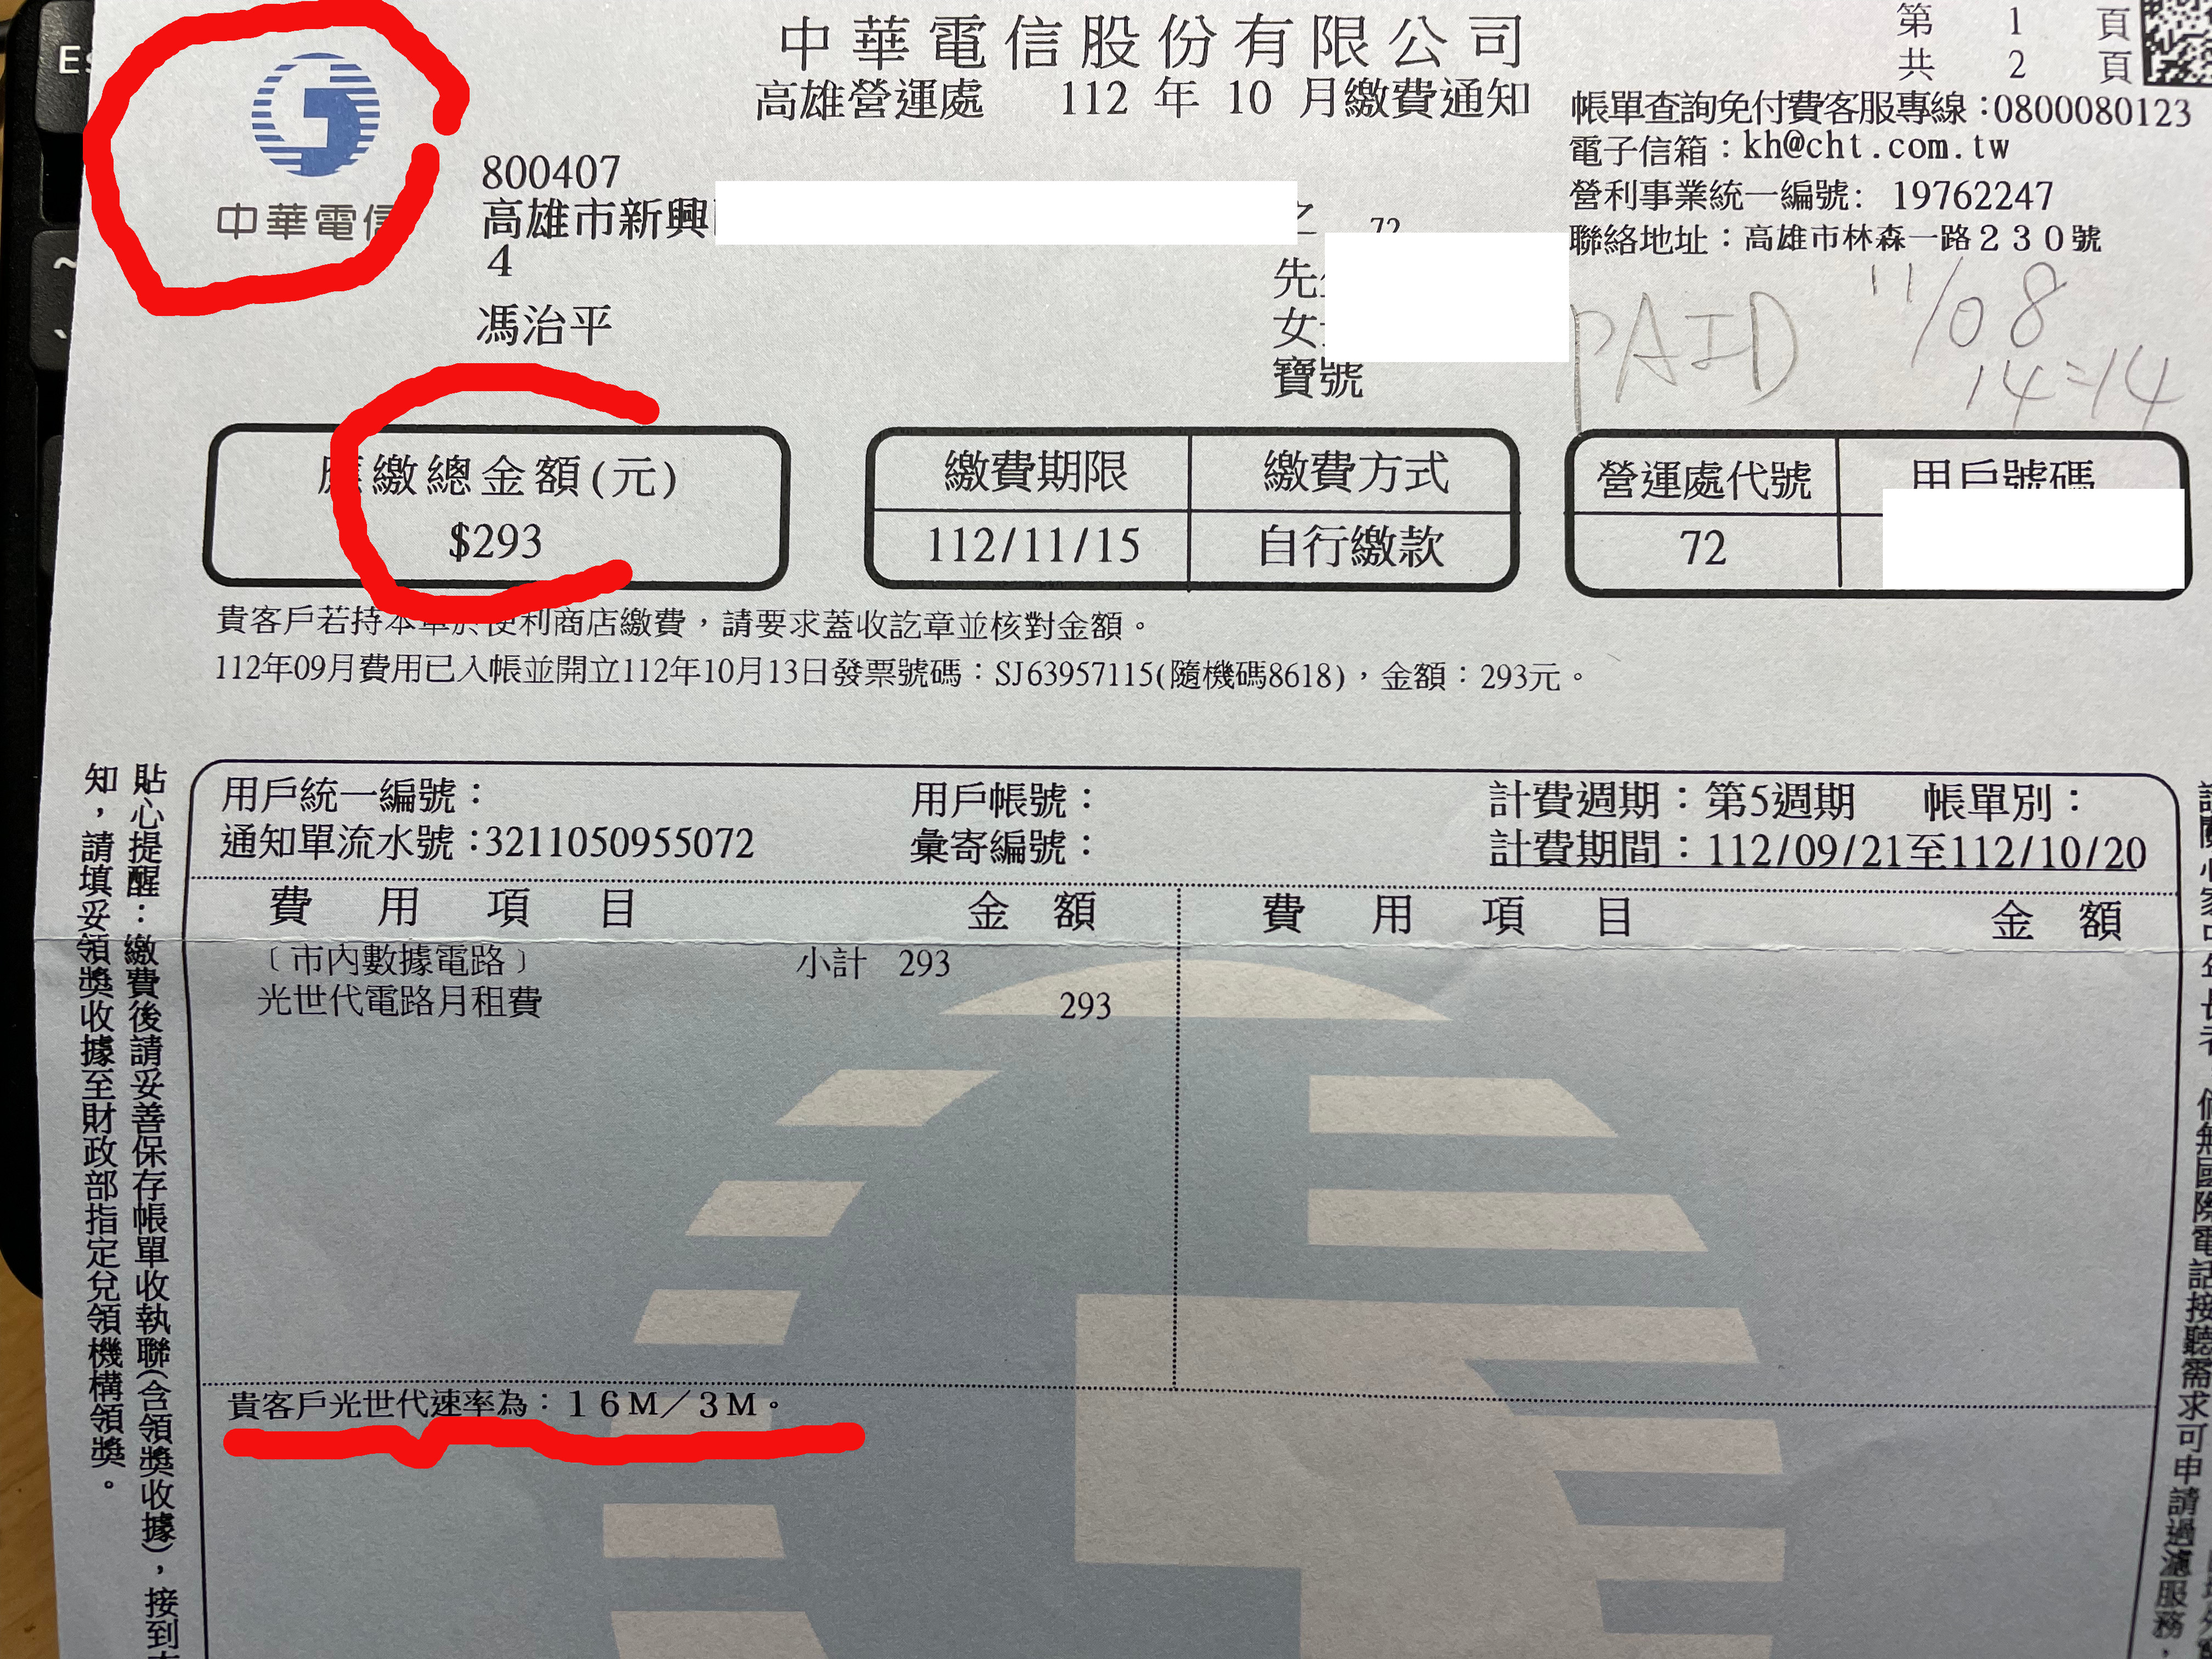 Es
中華電信股份有限公司
第 1 頁
共 2 頁
高雄營運處 112 年 10 月繳費通知
帳單查詢免付費客服專線：0800080123
電子信箱：kh@cht.com.tw
營利事業統一編號: 19762247
聯絡地址：高雄市林森一路２３０號
中華電信
800407
高雄市新興
之
72
4
馮治平
先
女
寶號
PAID 11/08
14:14
應繳總金額(元)
$293
繳費期限 繳費方式
112/11/15 自行繳款
營運處代號 用戶號碼
72
貴客戶若持本單於便利商店繳費，請要求蓋收訖章並核對金額。
112年09月費用已入帳並開立112年10月13日發票號碼：SJ63957115(隨機碼8618)，金額：293元。
用戶統一編號： 用戶帳號： 計費週期：第5週期 帳單別：
通知單流水號：3211050955072 彙寄編號： 計費期間：112/09/21至112/10/20
費用項目 金額 費用項目 金額
〔市內數據電路〕 小計 293
光世代電路月租費 293
貴客戶光世代速率為：１６Ｍ／３Ｍ。
貼心提醒：繳費後請妥善保存帳單收執聯(含領獎收據)，接到
知，請填妥領獎收據至財政部指定兌領機構領獎。
年長者
倘無國際電話接聽需求可申請過濾服務，